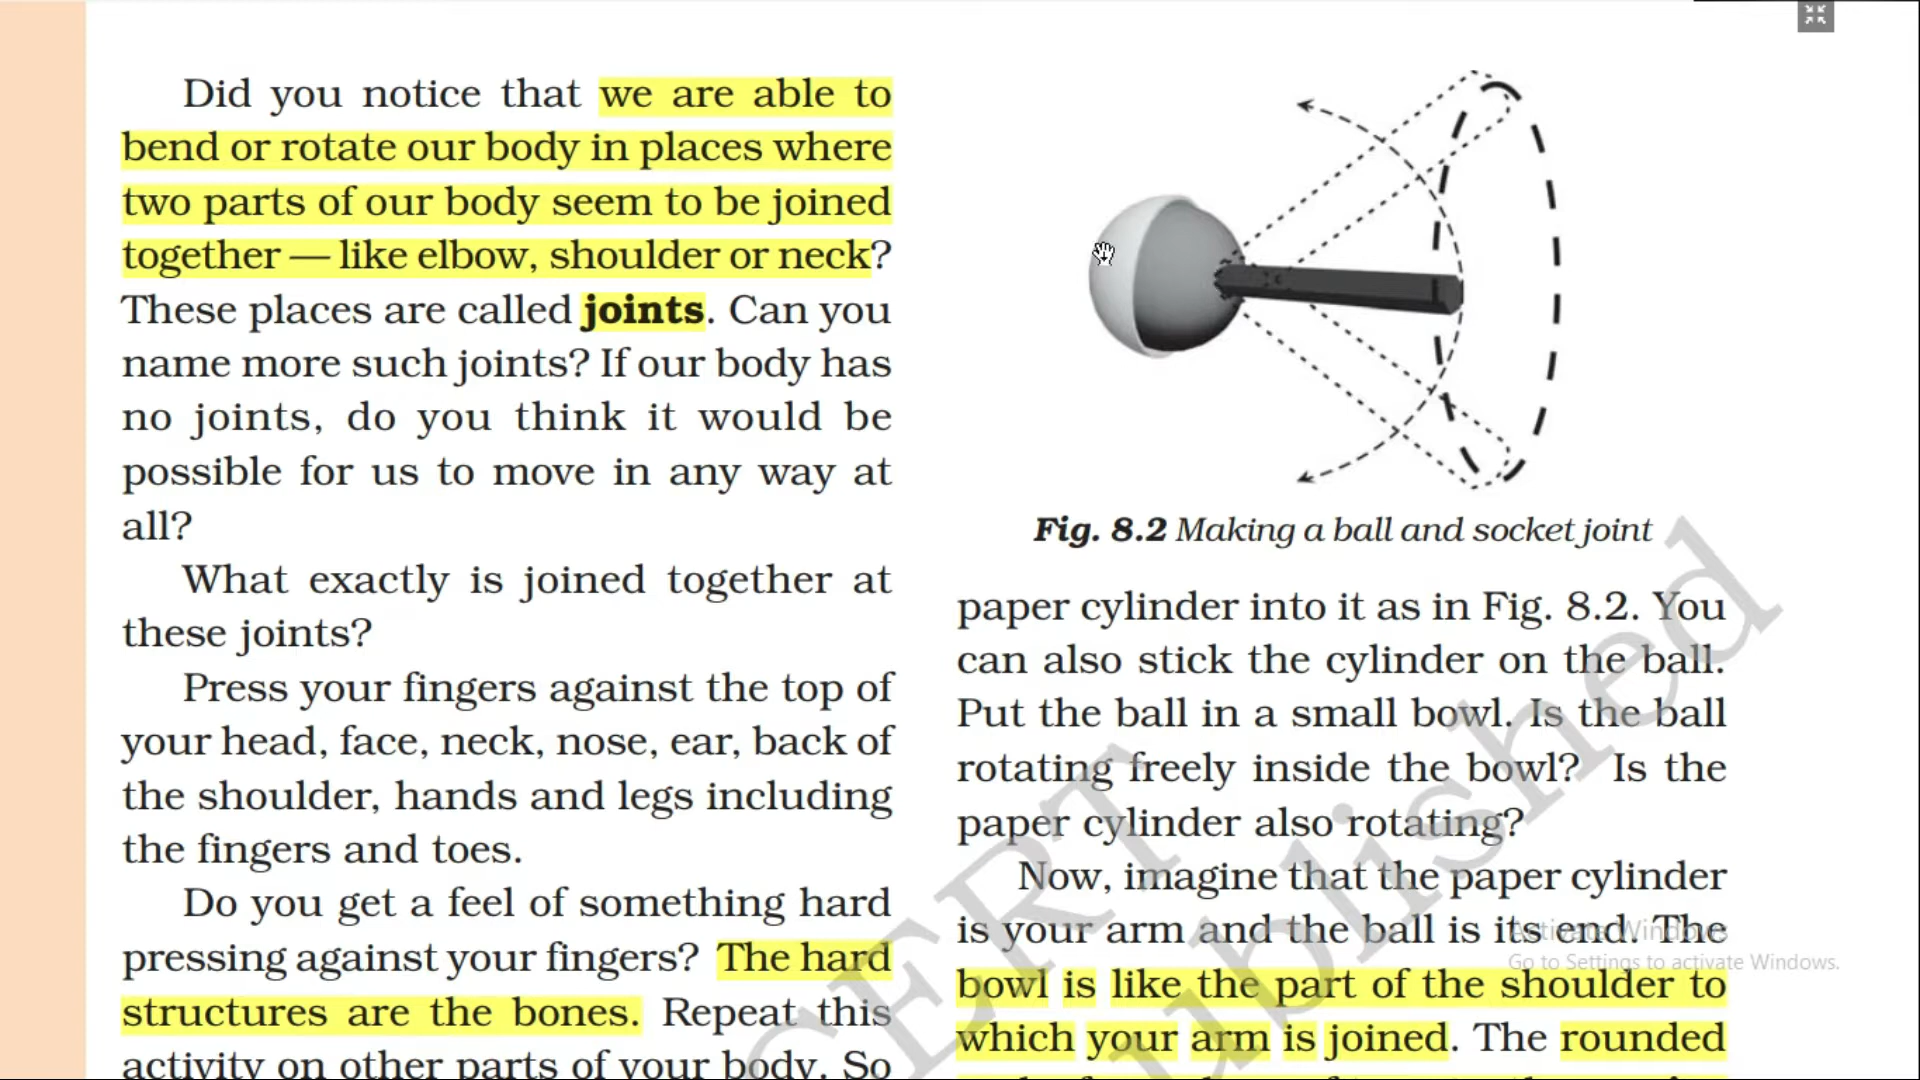 Did you notice that we are able to
bend or rotate our body in places where
two parts of our body seem to be joined
together — like elbow, shoulder or neck?
These places are called joints. Can you
name more such joints? If our body has
no joints, do you think it would be
possible for us to move in any way at
all?
What exactly is joined together at
these joints?
Press your fingers against the top of
your head, face, neck, nose, ear, back of
the shoulder, hands and legs including
the fingers and toes.
Do you get a feel of something hard
pressing against your fingers? The hard
structures are the bones. Repeat this
activity on other parts of your body. So
Fig. 8.2 Making a ball and socket joint
paper cylinder into it as in Fig. 8.2. You
can also stick the cylinder on the ball.
Put the ball in a small bowl. Is the ball
rotating freely inside the bowl? Is the
paper cylinder also rotating?
Now, imagine that the paper cylinder
is your arm and the ball is its end. The
bowl is like the part of the shoulder to
which your arm is joined. The rounded
Activate Windows
Go to Settings to activate Windows.